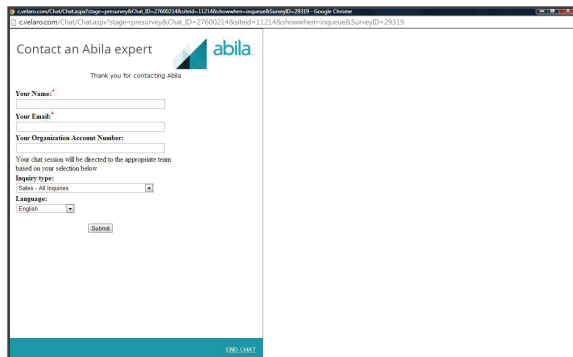 c.velaro.com/Chat/Chat.aspx?stage=presurvey&Chat_ID=27600214&siteid=11214&showwhen=inqueue&SurveyID=29319 - Google Chrome
c.velaro.com/Chat/Chat.aspx?stage=presurvey&Chat_ID=27600214&siteid=11214&showwhen=inqueue&SurveyID=29319
Contact an Abila expert
abila
Thank you for contacting Abila
Your Name:*
Your Email:*
Your Organization Account Number:
Your chat session will be directed to the appropriate team
based on your selection below
Inquiry type:
Sales - All Inquiries
Language:
English
Submit
END CHAT